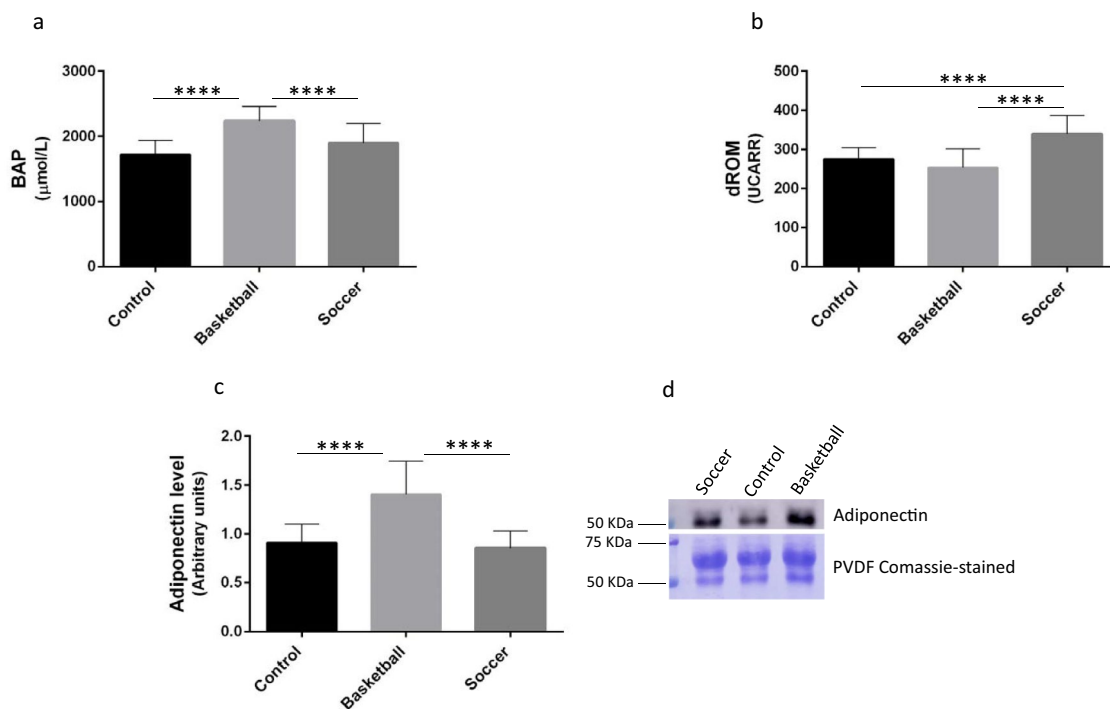 a
BAP
(μmol/L)
3000
2000
1000
0
****
****
Control
Basketball
Soccer
b
dROM
(UCARR)
500
400
300
200
100
0
****
****
Control
Basketball
Soccer
c
Adiponectin level
(Arbitrary units)
2.0
1.5
1.0
0.5
0.0
****
****
Control
Basketball
Soccer
d
Soccer
Control
Basketball
50 KDa
Adiponectin
75 KDa
PVDF Comassie-stained
50 KDa